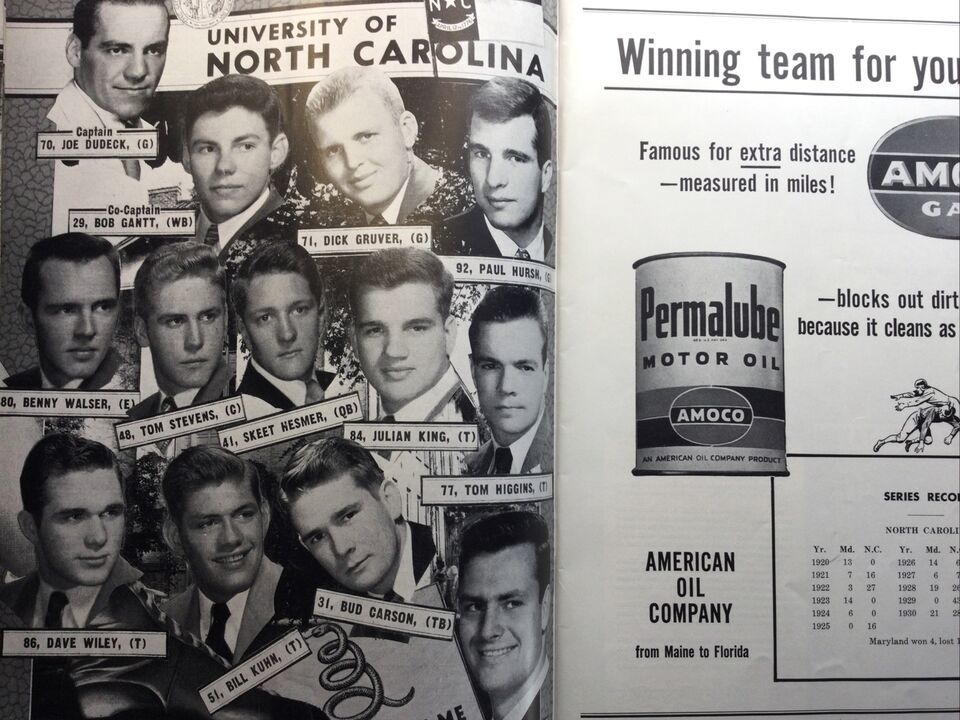 UNIVERSITY OF
NORTH CAROLINA
N C
Captain
70, JOE DUDECK, (G)
Co-Captain
29, BOB GANTT, (WB)
71, DICK GRUVER, (G)
92, PAUL HURSH,
80, BENNY WALSER, (E)
48, TOM STEVENS, (C)
41, SKEET HESMER, (QB)
84, JULIAN KING, (T)
77, TOM HIGGINS, (T)
86, DAVE WILEY, (T)
51, BILL KUHN, (T)
31, BUD CARSON, (TB)
ME
Winning team for you
Famous for extra distance
—measured in miles!
AMO
GA
Permalube
REG. U.S. PAT. OFF.
MOTOR OIL
AMOCO
AN AMERICAN OIL COMPANY PRODUCT
—blocks out dirt
because it cleans as
AMERICAN
OIL
COMPANY
from Maine to Florida
SERIES RECO
NORTH CAROLI
Yr. Md. N.C. Yr. Md. N.
1920 13 0 1926 14 6
1921 7 16 1927 6 7
1922 3 27 1928 19 26
1923 14 0 1929 0 43
1924 6 0 1930 21 28
1925 0 16
Maryland won 4, lost